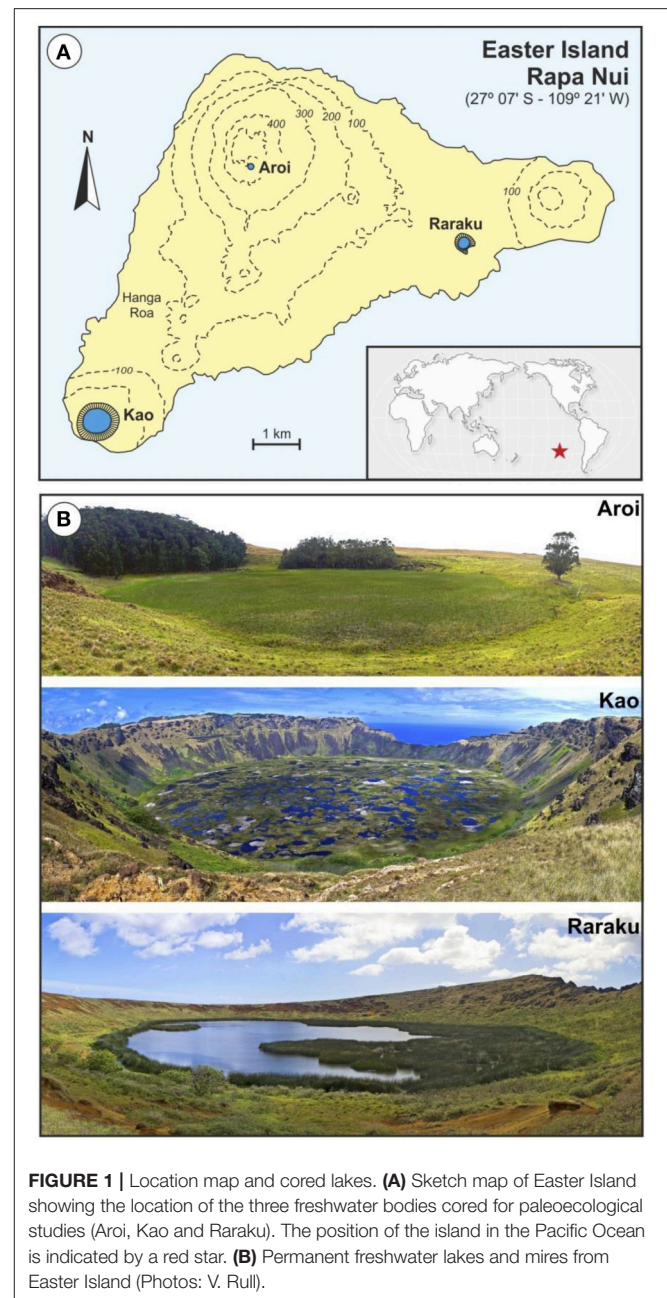 A
Easter Island
Rapa Nui
(27º 07' S - 109º 21' W)
N
400
300
200
100
Aroi
100
Raraku
Hanga
Roa
100
Kao
1 km
B
Aroi
Kao
Raraku
FIGURE 1 | Location map and cored lakes. (A) Sketch map of Easter Island
showing the location of the three freshwater bodies cored for paleoecological
studies (Aroi, Kao and Raraku). The position of the island in the Pacific Ocean
is indicated by a red star. (B) Permanent freshwater lakes and mires from
Easter Island (Photos: V. Rull).